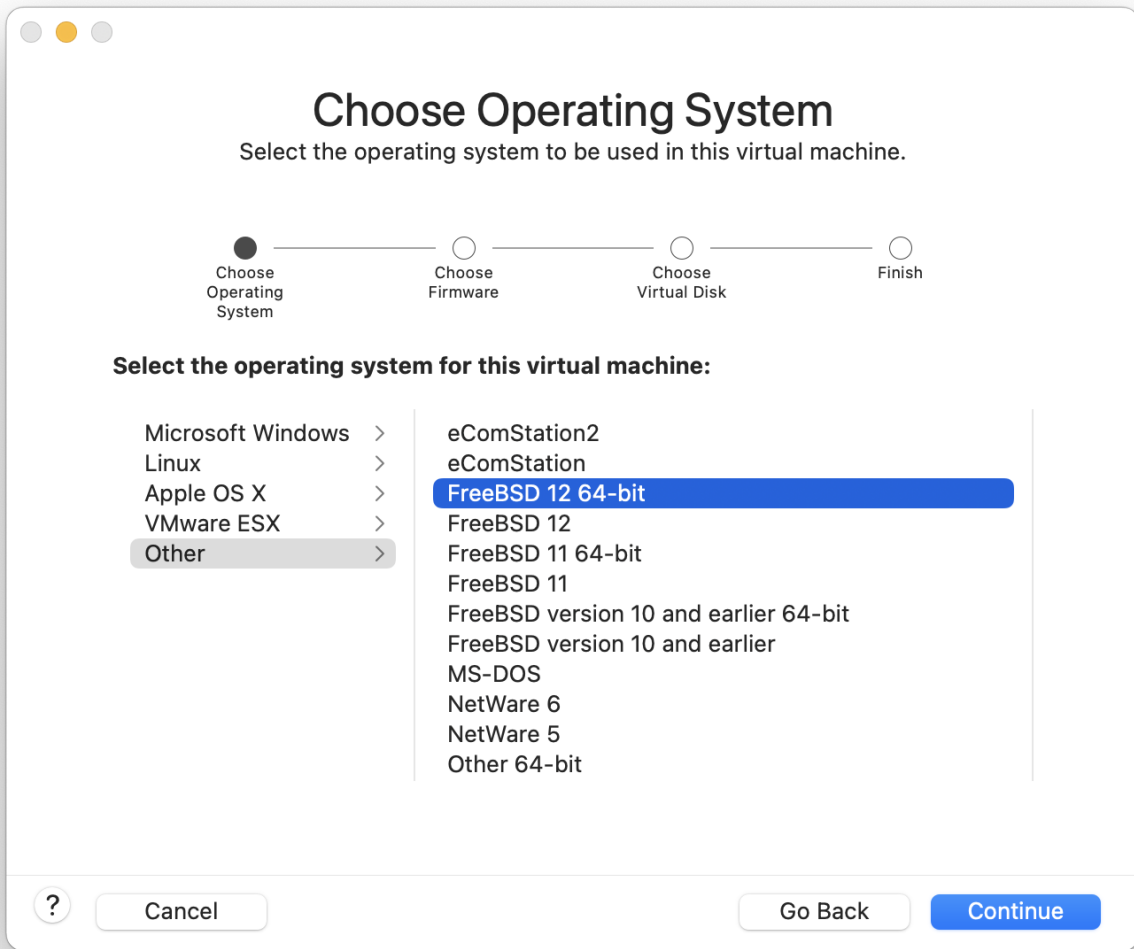 Choose Operating System
Select the operating system to be used in this virtual machine.
Choose
Operating
System
Choose
Firmware
Choose
Virtual Disk
Finish
Select the operating system for this virtual machine:
Microsoft Windows
Linux
Apple OS X
VMware ESX
Other
eComStation2
eComStation
FreeBSD 12 64-bit
FreeBSD 12
FreeBSD 11 64-bit
FreeBSD 11
FreeBSD version 10 and earlier 64-bit
FreeBSD version 10 and earlier
MS-DOS
NetWare 6
NetWare 5
Other 64-bit
?
Cancel
Go Back
Continue